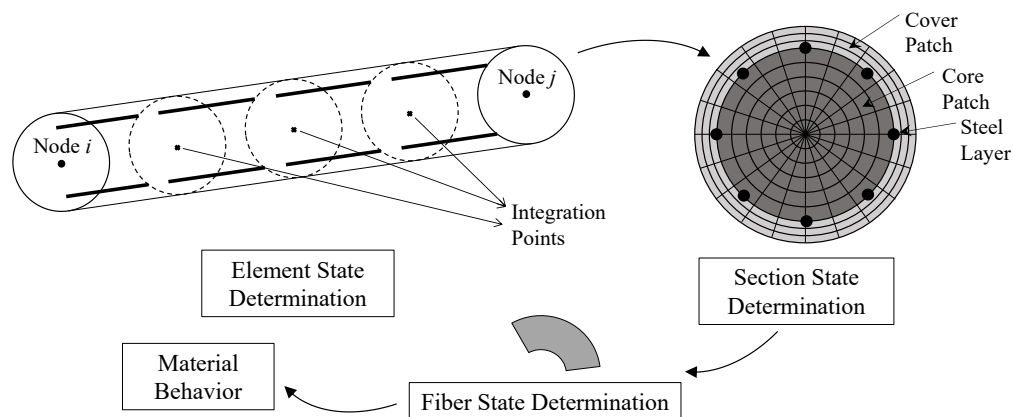 Node i
Node j
Integration
Points
Cover
Patch
Core
Patch
Steel
Layer
Element State
Determination
Section State
Determination
Fiber State Determination
Material
Behavior